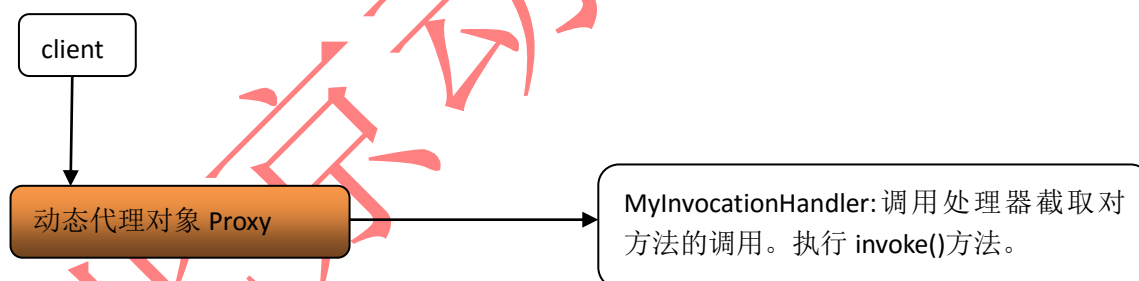 client
动态代理对象 Proxy
MyInvocationHandler:调用处理器截取对
方法的调用。执行 invoke()方法。